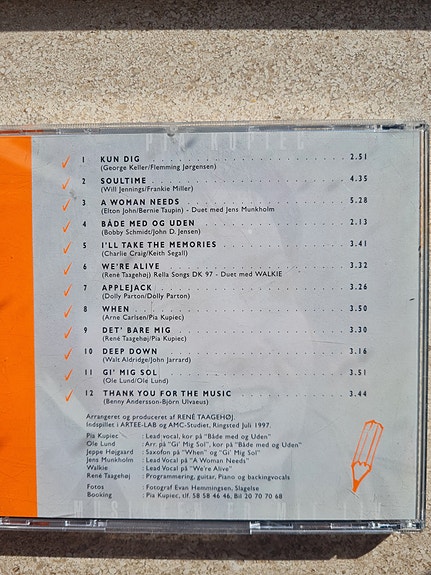 PIA KUPIEC
1 KUN DIG . . . . . . . . . . . . . . . . . . . . 2.51
(George Keller/Flemming Jørgensen)
2 SOULTIME . . . . . . . . . . . . . . . . . . . . 4.35
(Will Jennings/Frankie Miller)
3 A WOMAN NEEDS . . . . . . . . . . . . . . . . 5.28
(Elton John/Bernie Taupin) - Duet med Jens Munkholm
4 BÅDE MED OG UDEN . . . . . . . . . . . . . . 2.13
(Bobby Schmidt/John D. Jensen)
5 I'LL TAKE THE MEMORIES . . . . . . . . . . . 3.41
(Charlie Craig/Keith Segall)
6 WE'RE ALIVE . . . . . . . . . . . . . . . . . . 3.32
(René Taagehøj) Rella Songs DK 97 - Duet med WALKIE
7 APPLEJACK . . . . . . . . . . . . . . . . . . . 3.26
(Dolly Parton/Dolly Parton)
8 WHEN . . . . . . . . . . . . . . . . . . . . . . 3.50
(Arne Carlsen/Pia Kupiec)
9 DET' BARE MIG . . . . . . . . . . . . . . . . . 3.30
(René Taagehøj/Pia Kupiec)
10 DEEP DOWN . . . . . . . . . . . . . . . . . . 3.16
(Walt Aldridge/John Jarrard)
11 GI' MIG SOL . . . . . . . . . . . . . . . . . . 3.51
(Ole Lund/Ole Lund)
12 THANK YOU FOR THE MUSIC . . . . . . . . . 3.44
(Benny Andersson-Björn Ulvaeus)
Arrangeret og produceret af RENÉ TAAGEHØJ.
Indspillet i ARTEE-LAB og AMC-Studiet, Ringsted Juli 1997.
Pia Kupiec : Lead vocal, kor på "Både med og Uden"
Ole Lund : Arr. på "Gi' Mig Sol", kor på "Både med og Uden"
Jeppe Højgaard : Saxofon på "When" og "Gi' Mig Sol"
Jens Munkholm : Lead Vocal på "A Woman Needs"
Walkie : Lead Vocal på "We're Alive"
René Taagehøj : Programmering, guitar, Piano og backingvocals
Fotos : Fotograf Evan Hemmingsen, Slagelse
Booking : Pia Kupiec, tlf. 58 58 46 46, Bil 20 70 70 68